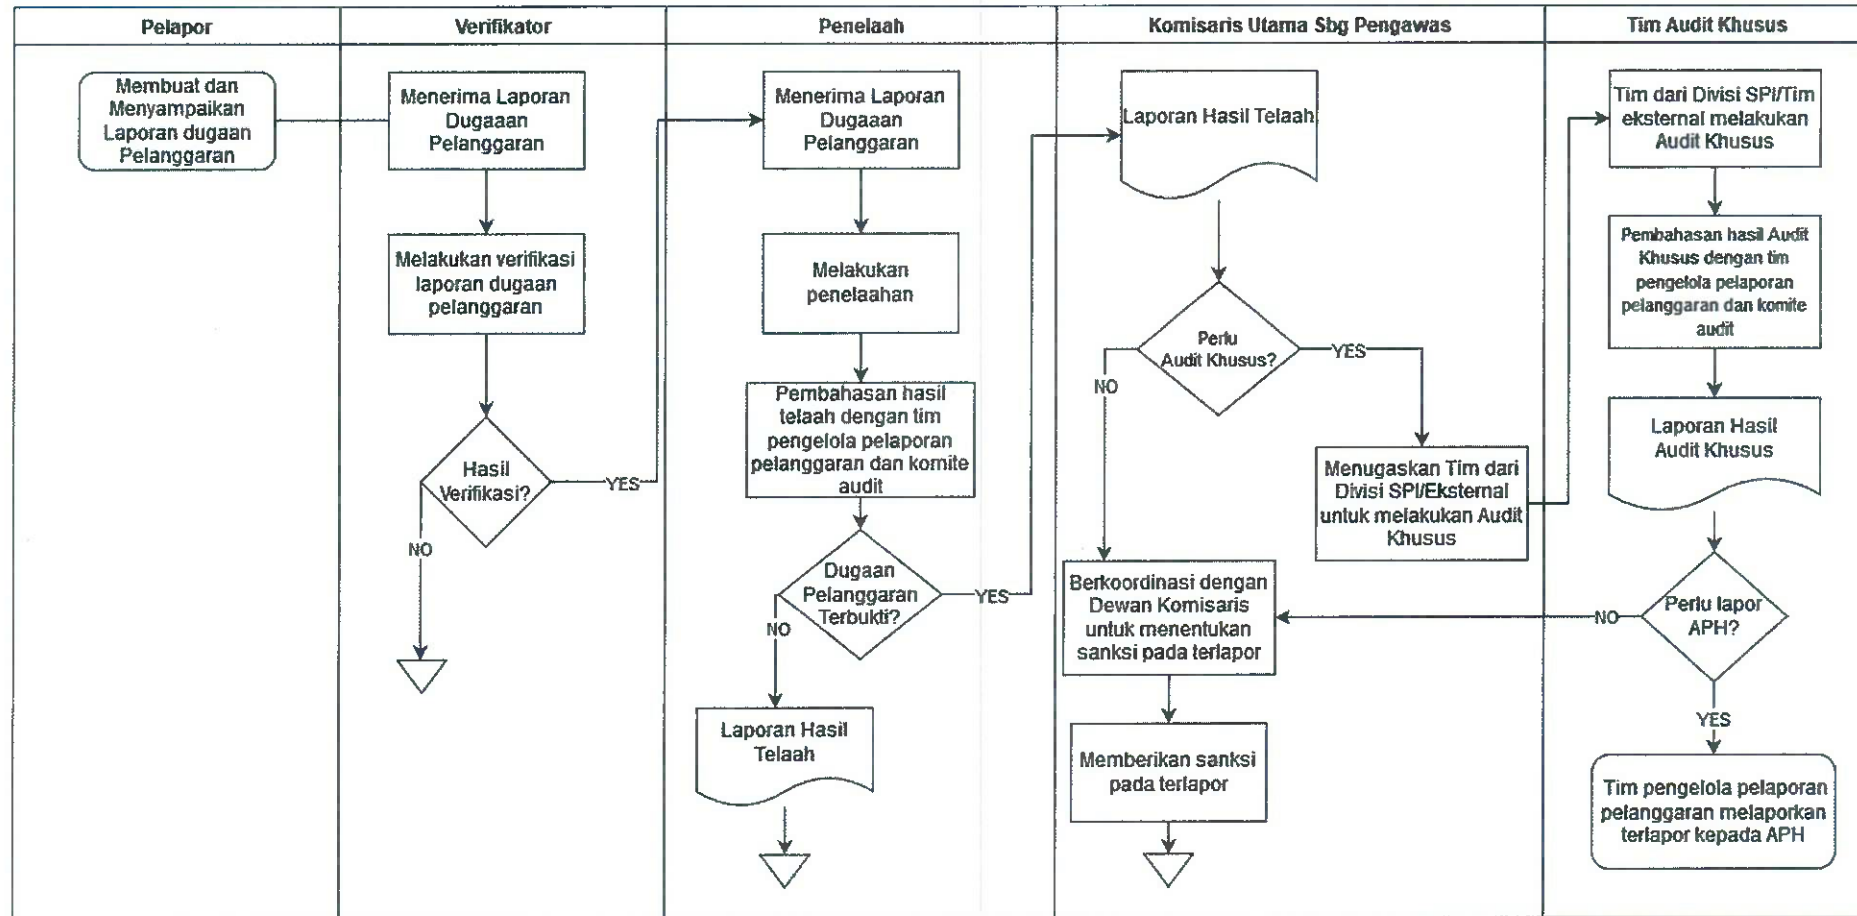 Pelapor
Verifikator
Penelaah
Komisaris Utama Sbg Pengawas
Tim Audit Khusus
Membuat dan
Menyampaikan
Laporan dugaan
Pelanggaran
Menerima Laporan
Dugaaan
Pelanggaran
Melakukan verifikasi
laporan dugaan
pelanggaran
Hasil
Verifikasi?
YES
NO
Menerima Laporan
Dugaaan
Pelanggaran
Melakukan
penelaahan
Pembahasan hasil
telaah dengan tim
pengelola pelaporan
pelanggaran dan komite
audit
Dugaan
Pelanggaran
Terbukti?
YES
NO
Laporan Hasil
Telaah
Laporan Hasil Telaah
Perlu
Audit Khusus?
YES
NO
Menugaskan Tim dari
Divisi SPI/Eksternal
untuk melakukan Audit
Khusus
Berkoordinasi dengan
Dewan Komisaris
untuk menentukan
sanksi pada terlapor
Memberikan sanksi
pada terlapor
Tim dari Divisi SPI/Tim
eksternal melakukan
Audit Khusus
Pembahasan hasil Audit
Khusus dengan tim
pengelola pelaporan
pelanggaran dan komite
audit
Laporan Hasil
Audit Khusus
Perlu lapor
APH?
NO
YES
Tim pengelola pelaporan
pelanggaran melaporkan
terlapor kepada APH